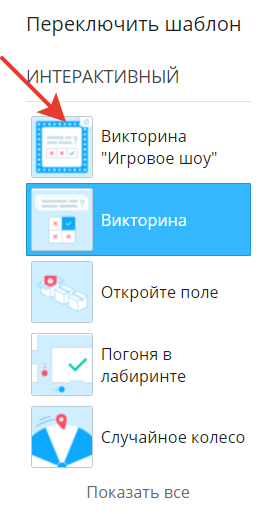 Переключить шаблон
ИНТЕРАКТИВНЫЙ
Викторина
"Игровое шоу"
Викторина
Откройте поле
Погоня в
лабиринте
Случайное колесо
Показать все